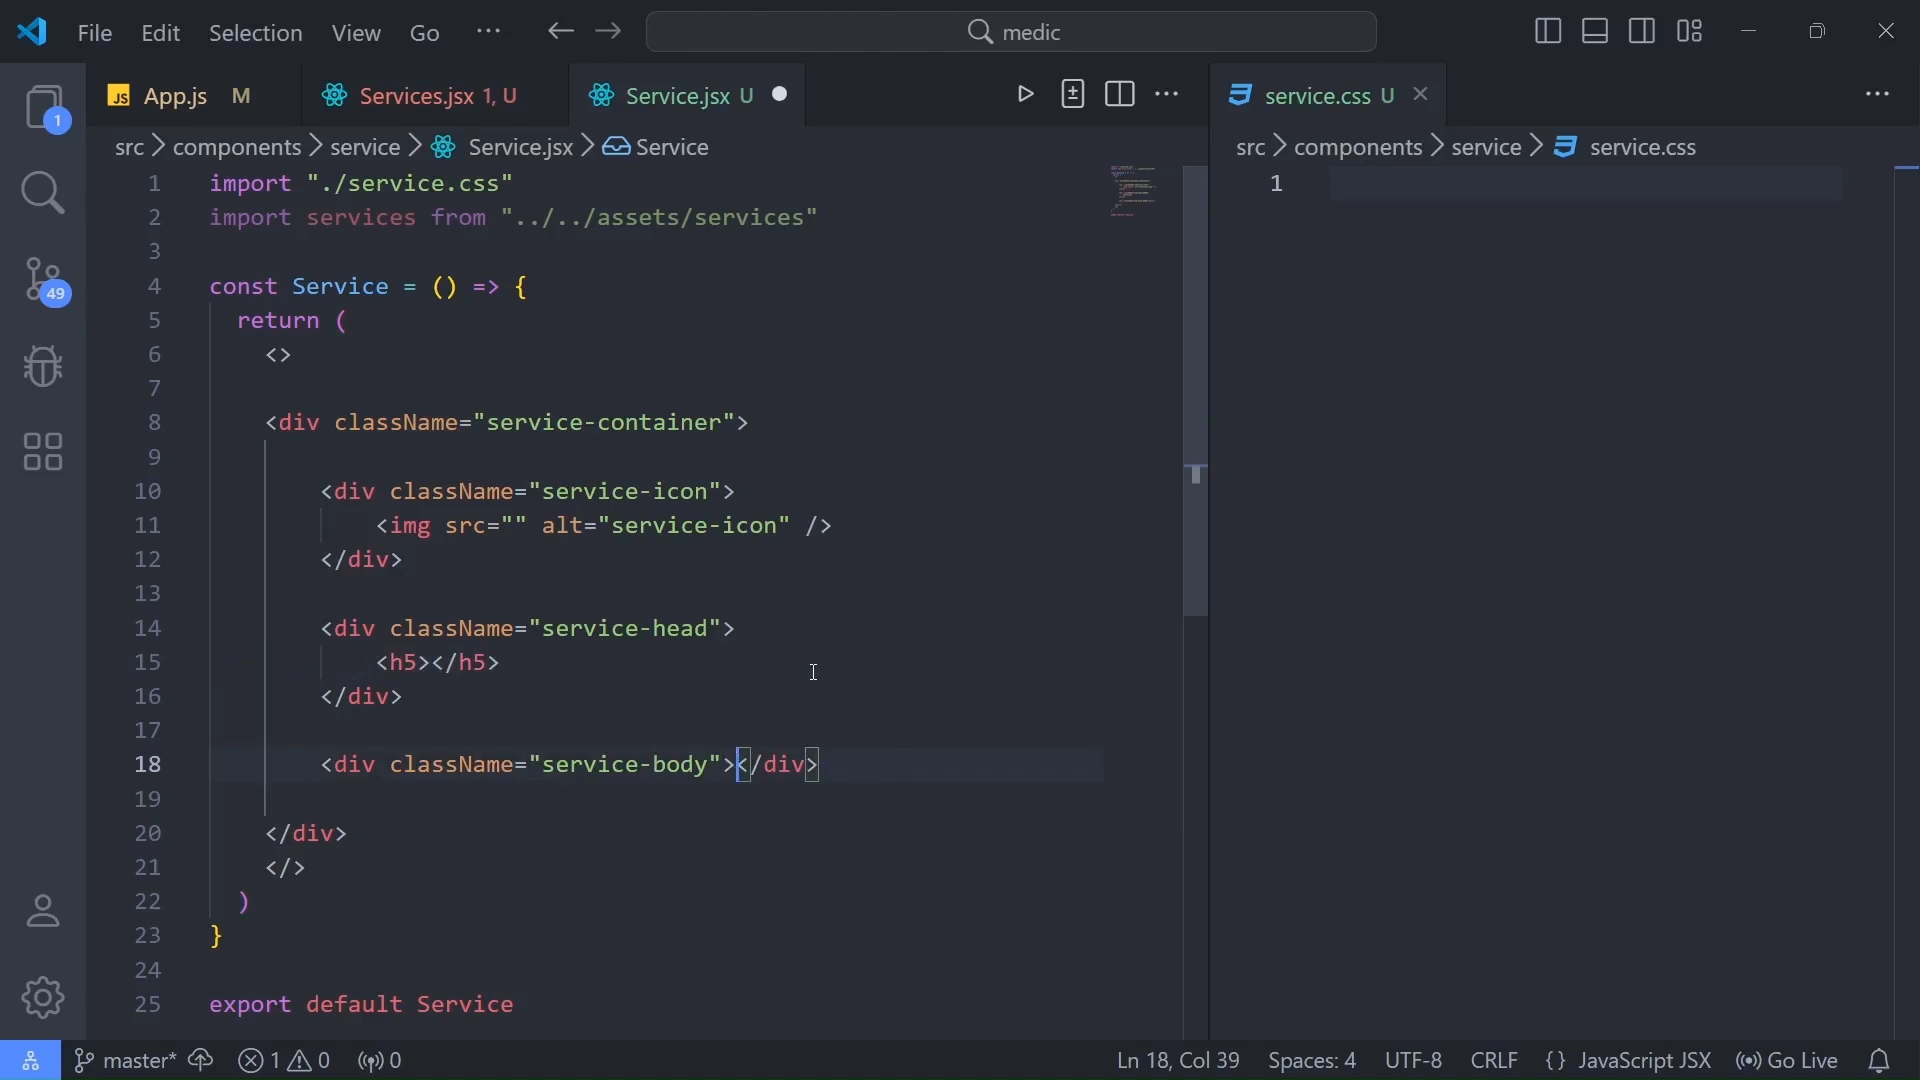 File Edit Selection View Go ··· medic
JS App.js M Services.jsx 1, U Service.jsx U service.css U
1
src > components > service > Service.jsx > Service
src > components > service > service.css
1 import "./service.css"
2 import services from "../../assets/services"
3
4 const Service = () => {
5 return (
6 <>
7
8 <div className="service-container">
9
10 <div className="service-icon">
11 <img src="" alt="service-icon" />
12 </div>
13
14 <div className="service-head">
15 <h5></h5>
16 </div>
17
18 <div className="service-body"></div>
19
20 </div>
21 </>
22 )
23 }
24
25 export default Service
1
49
master* 1 0 0 Ln 18, Col 39 Spaces: 4 UTF-8 CRLF {} JavaScript JSX Go Live